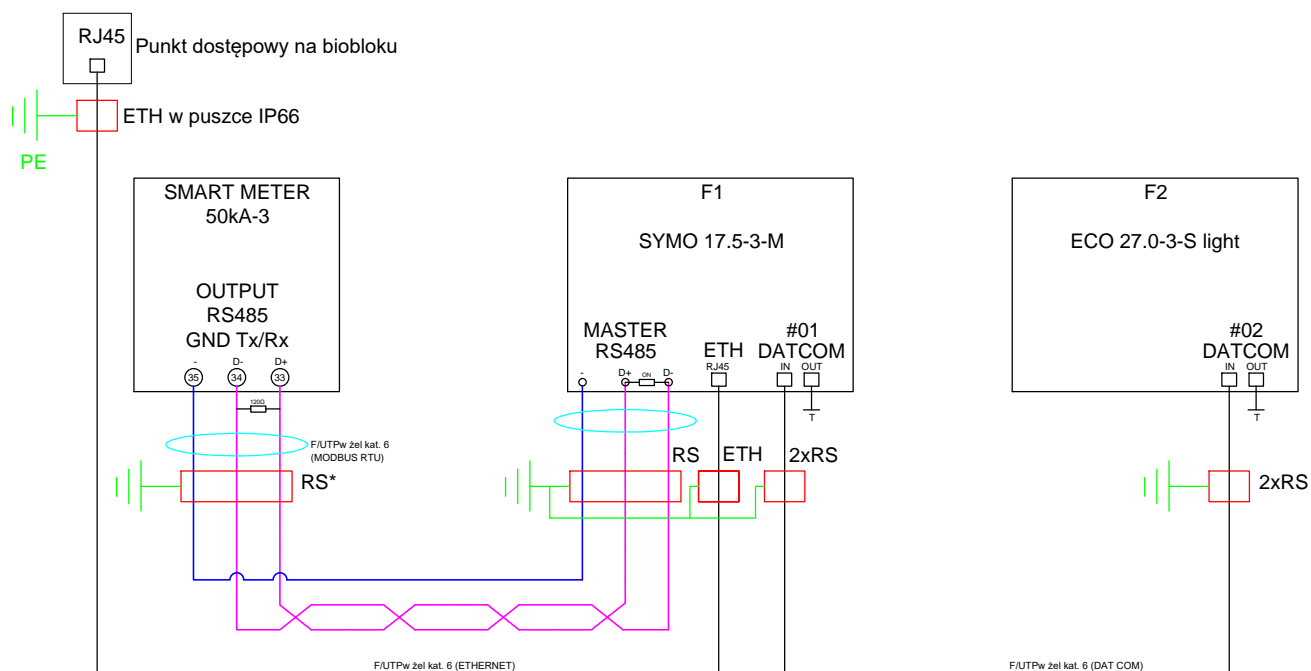 RJ45
Punkt dostępowy na biobloku
ETH w puszce IP66
PE
SMART METER
50kA-3
OUTPUT
RS485
GND Tx/Rx
- D- D+
35 34 33
120Ω
F/UTPw żel kat. 6
(MODBUS RTU)
RS*
F1
SYMO 17.5-3-M
MASTER
RS485
- D+ ON D-
ETH
RJ45
#01
DATCOM
IN OUT
T
RS ETH 2xRS
F2
ECO 27.0-3-S light
#02
DATCOM
IN OUT
T
2xRS
F/UTPw żel kat. 6 (ETHERNET)
F/UTPw żel kat. 6 (DAT COM)